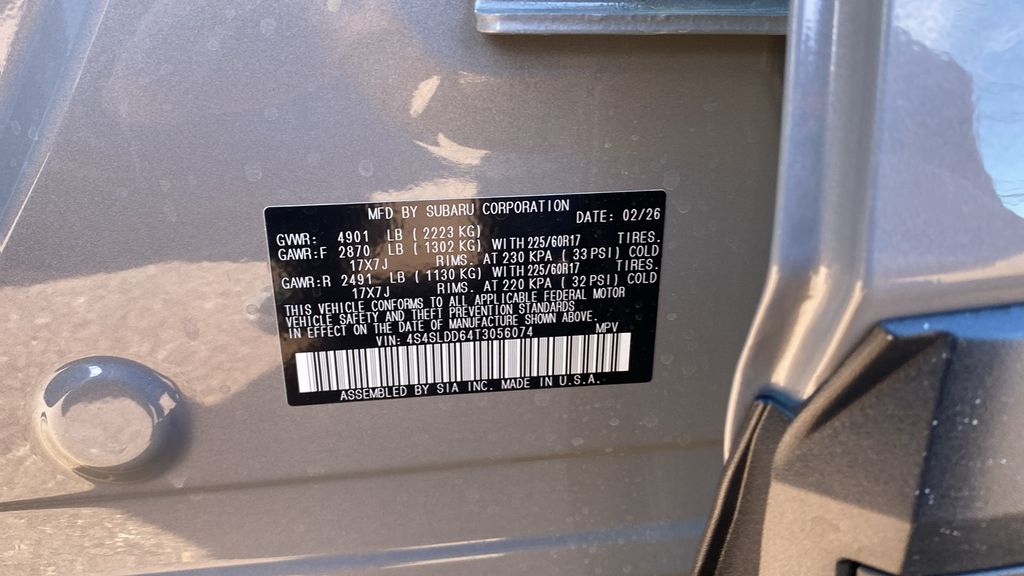 MFD BY SUBARU CORPORATION DATE: 02/26
GVWR: 4901 LB (2223 KG)
GAWR:F 2870 LB (1302 KG) WITH 225/60R17 TIRES.
17X7J RIMS. AT 230 KPA (33 PSI) COLD
GAWR:R 2491 LB (1130 KG) WITH 225/60R17 TIRES.
17X7J RIMS. AT 220 KPA (32 PSI) COLD
THIS VEHICLE CONFORMS TO ALL APPLICABLE FEDERAL MOTOR
VEHICLE SAFETY AND THEFT PREVENTION STANDARDS
IN EFFECT ON THE DATE OF MANUFACTURE SHOWN ABOVE.
VIN: 4S4SLDD64T3056074 MPV
ASSEMBLED BY SIA INC. MADE IN U.S.A.